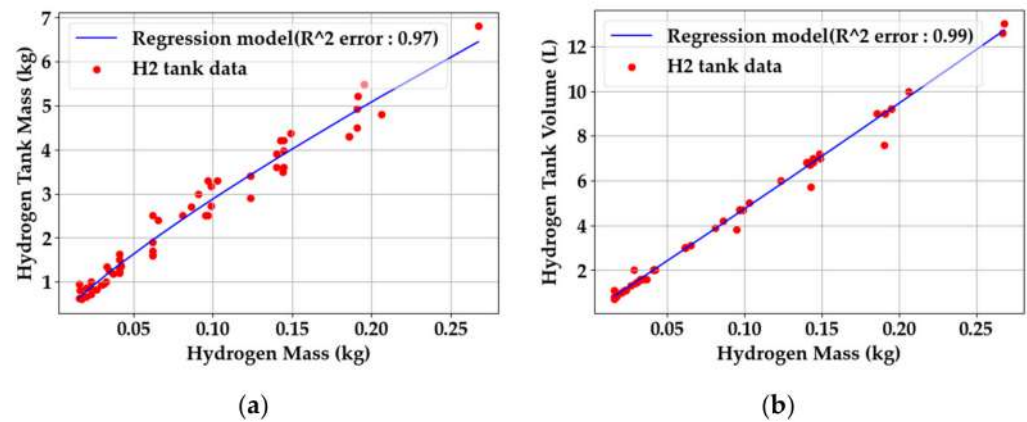 7
6
5
4
3
2
1
Hydrogen Tank Mass (kg)
Regression model(R^2 error : 0.97)
H2 tank data
0.05 0.10 0.15 0.20 0.25
Hydrogen Mass (kg)
(a)
12
10
8
6
4
2
Hydrogen Tank Volume (L)
Regression model(R^2 error : 0.99)
H2 tank data
0.05 0.10 0.15 0.20 0.25
Hydrogen Mass (kg)
(b)